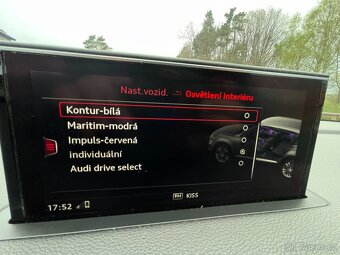 Nast.vozid.
Osvětlení interiéru
Kontur-bílá
Maritim-modrá
Impuls-červená
individuální
Audi drive select
KISS
17:52